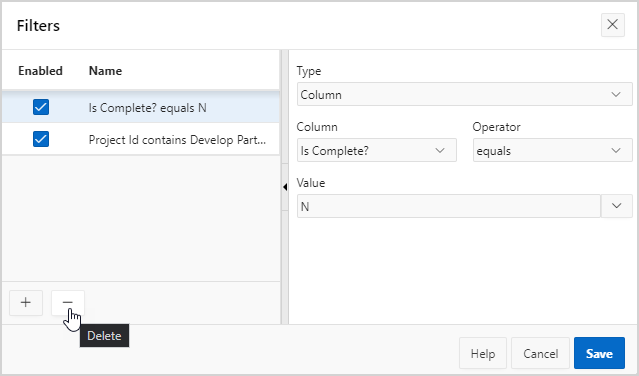 Filters
Enabled Name
Is Complete? equals N
Project Id contains Develop Part...
Delete
Type
Column
Column Operator
Is Complete? equals
Value
N
Help Cancel Save